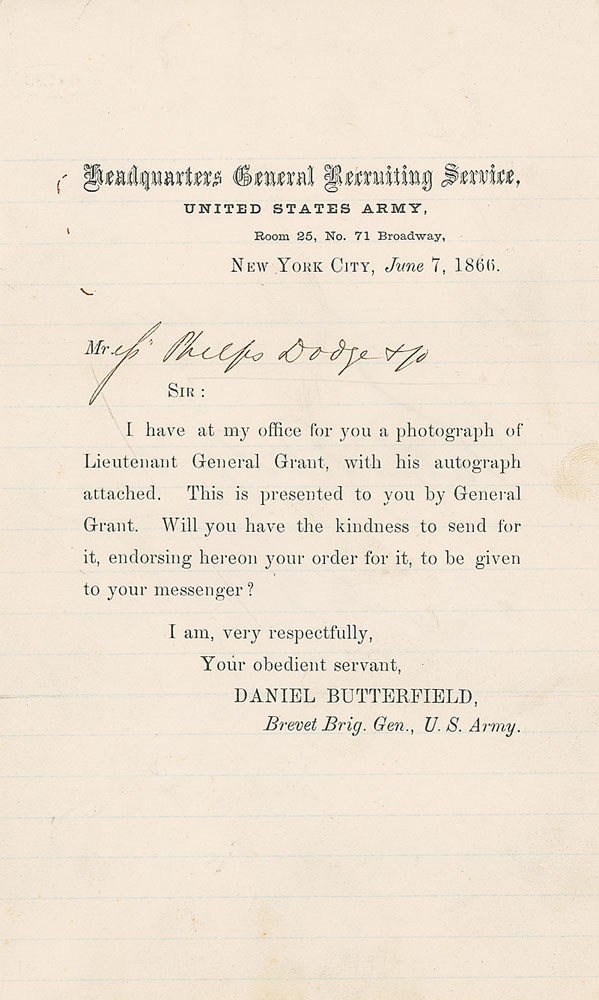 Headquarters General Recruiting Service,
UNITED STATES ARMY,
Room 25, No. 71 Broadway,
NEW YORK CITY, June 7, 1866.
Mr.essrs Phelps Dodge & Co
SIR :
I have at my office for you a photograph of
Lieutenant General Grant, with his autograph
attached. This is presented to you by General
Grant. Will you have the kindness to send for
it, endorsing hereon your order for it, to be given
to your messenger ?
I am, very respectfully,
Your obedient servant,
DANIEL BUTTERFIELD,
Brevet Brig. Gen., U. S. Army.